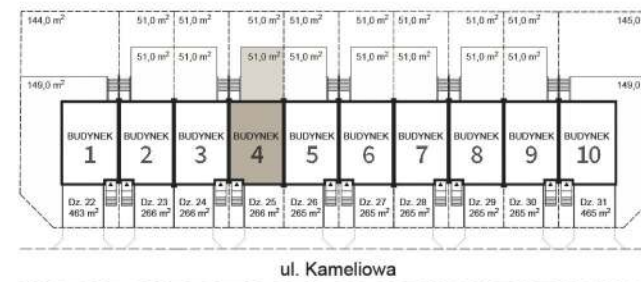 144,0 m² 51,0 m² 51,0 m² 51,0 m² 51,0 m² 51,0 m² 51,0 m² 51,0 m² 51,0 m² 145,0
51,0 m² 51,0 m² 51,0 m² 51,0 m² 51,0 m² 51,0 m² 51,0 m² 51,0 m²
149,0 m² 149,0
BUDYNEK BUDYNEK BUDYNEK BUDYNEK BUDYNEK BUDYNEK BUDYNEK BUDYNEK BUDYNEK BUDYNEK
1 2 3 4 5 6 7 8 9 10
Dz. 22 Dz. 23 Dz. 24 Dz. 25 Dz. 26 Dz. 27 Dz. 28 Dz. 29 Dz. 30 Dz. 31
463 m² 266 m² 266 m² 266 m² 265 m² 265 m² 265 m² 265 m² 265 m² 465 m²
ul. Kameliowa